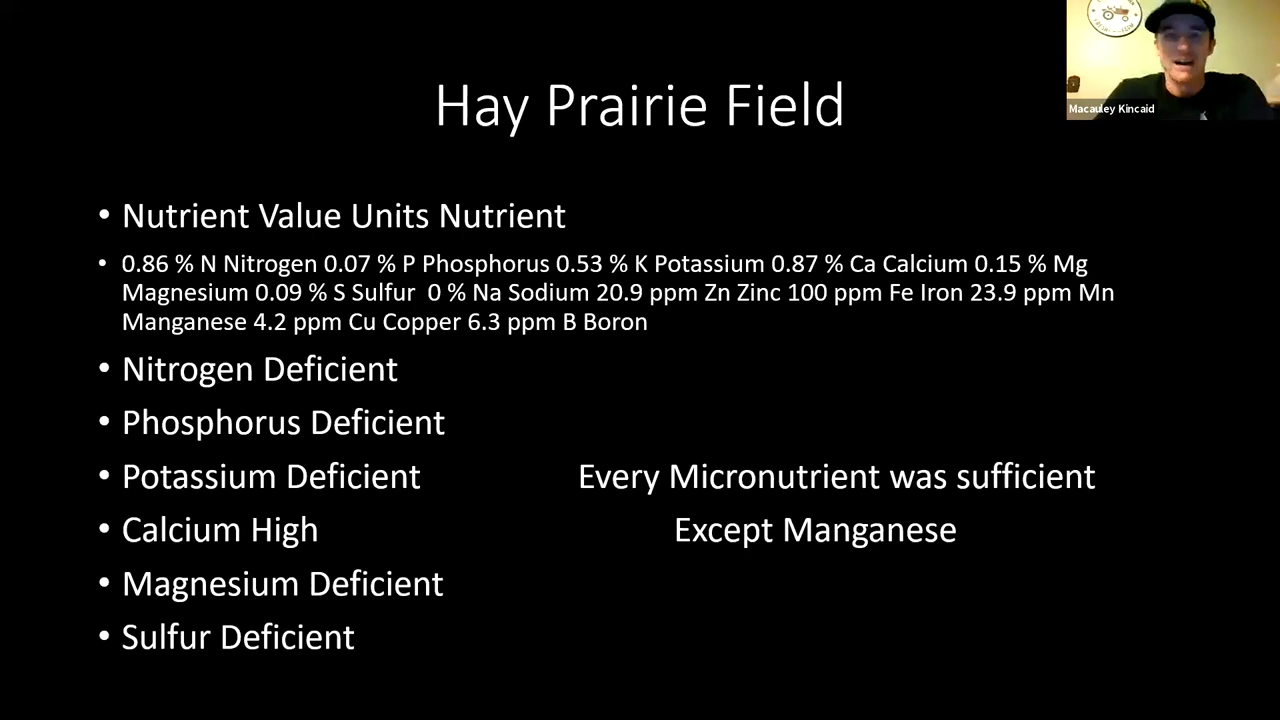 Hay Prairie Field
Macauley Kincaid
• Nutrient Value Units Nutrient
• 0.86 % N Nitrogen 0.07 % P Phosphorus 0.53 % K Potassium 0.87 % Ca Calcium 0.15 % Mg
Magnesium 0.09 % S Sulfur  0 % Na Sodium 20.9 ppm Zn Zinc 100 ppm Fe Iron 23.9 ppm Mn
Manganese 4.2 ppm Cu Copper 6.3 ppm B Boron
• Nitrogen Deficient
• Phosphorus Deficient
• Potassium Deficient
Every Micronutrient was sufficient
• Calcium High
Except Manganese
• Magnesium Deficient
• Sulfur Deficient